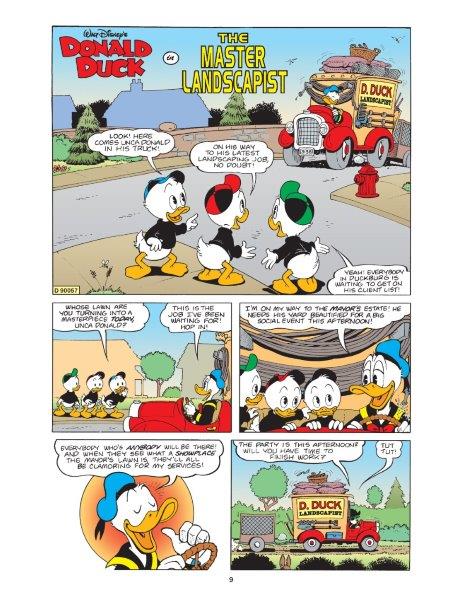 WALT DISNEY'S
DONALD
DUCK
in
THE
MASTER
LANDSCAPIST
D. DUCK
LANDSCAPIST
LOOK! HERE
COMES UNCA DONALD
IN HIS TRUCK!
ON HIS WAY
TO HIS LATEST
LANDSCAPING JOB,
NO DOUBT!
YEAH! EVERYBODY
IN DUCKBURG IS
WAITING TO GET ON
HIS CLIENT LIST!
D 90057
WHOSE LAWN ARE
YOU TURNING INTO A
MASTERPIECE TODAY,
UNCA DONALD?
THIS IS THE
JOB I'VE BEEN
WAITING FOR!
HOP IN!
I'M ON MY WAY TO THE MAYOR'S ESTATE! HE
NEEDS HIS YARD BEAUTIFIED FOR A BIG
SOCIAL EVENT THIS AFTERNOON!
EVERYBODY WHO'S ANYBODY WILL BE THERE!
AND WHEN THEY SEE WHAT A SHOWPLACE
THE MAYOR'S LAWN IS, THEY'LL ALL
BE CLAMORING FOR MY SERVICES!
THE PARTY IS THIS AFTERNOON?
WILL YOU HAVE TIME TO
FINISH WORK?
TUT
TUT!
D. DUCK
LANDSCAPIST
9